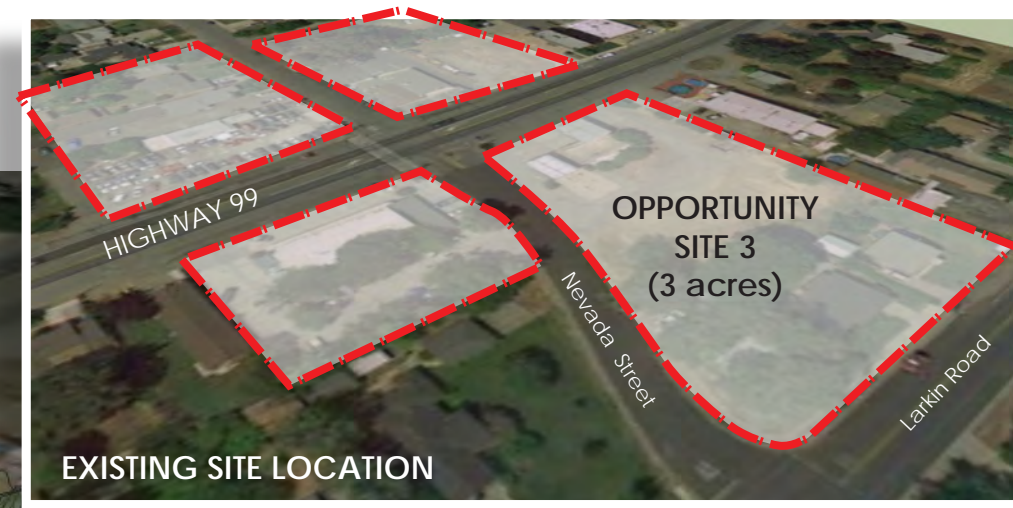 HIGHWAY 99
OPPORTUNITY
SITE 3
(3 acres)
Nevada Street
Larkin Road
EXISTING SITE LOCATION